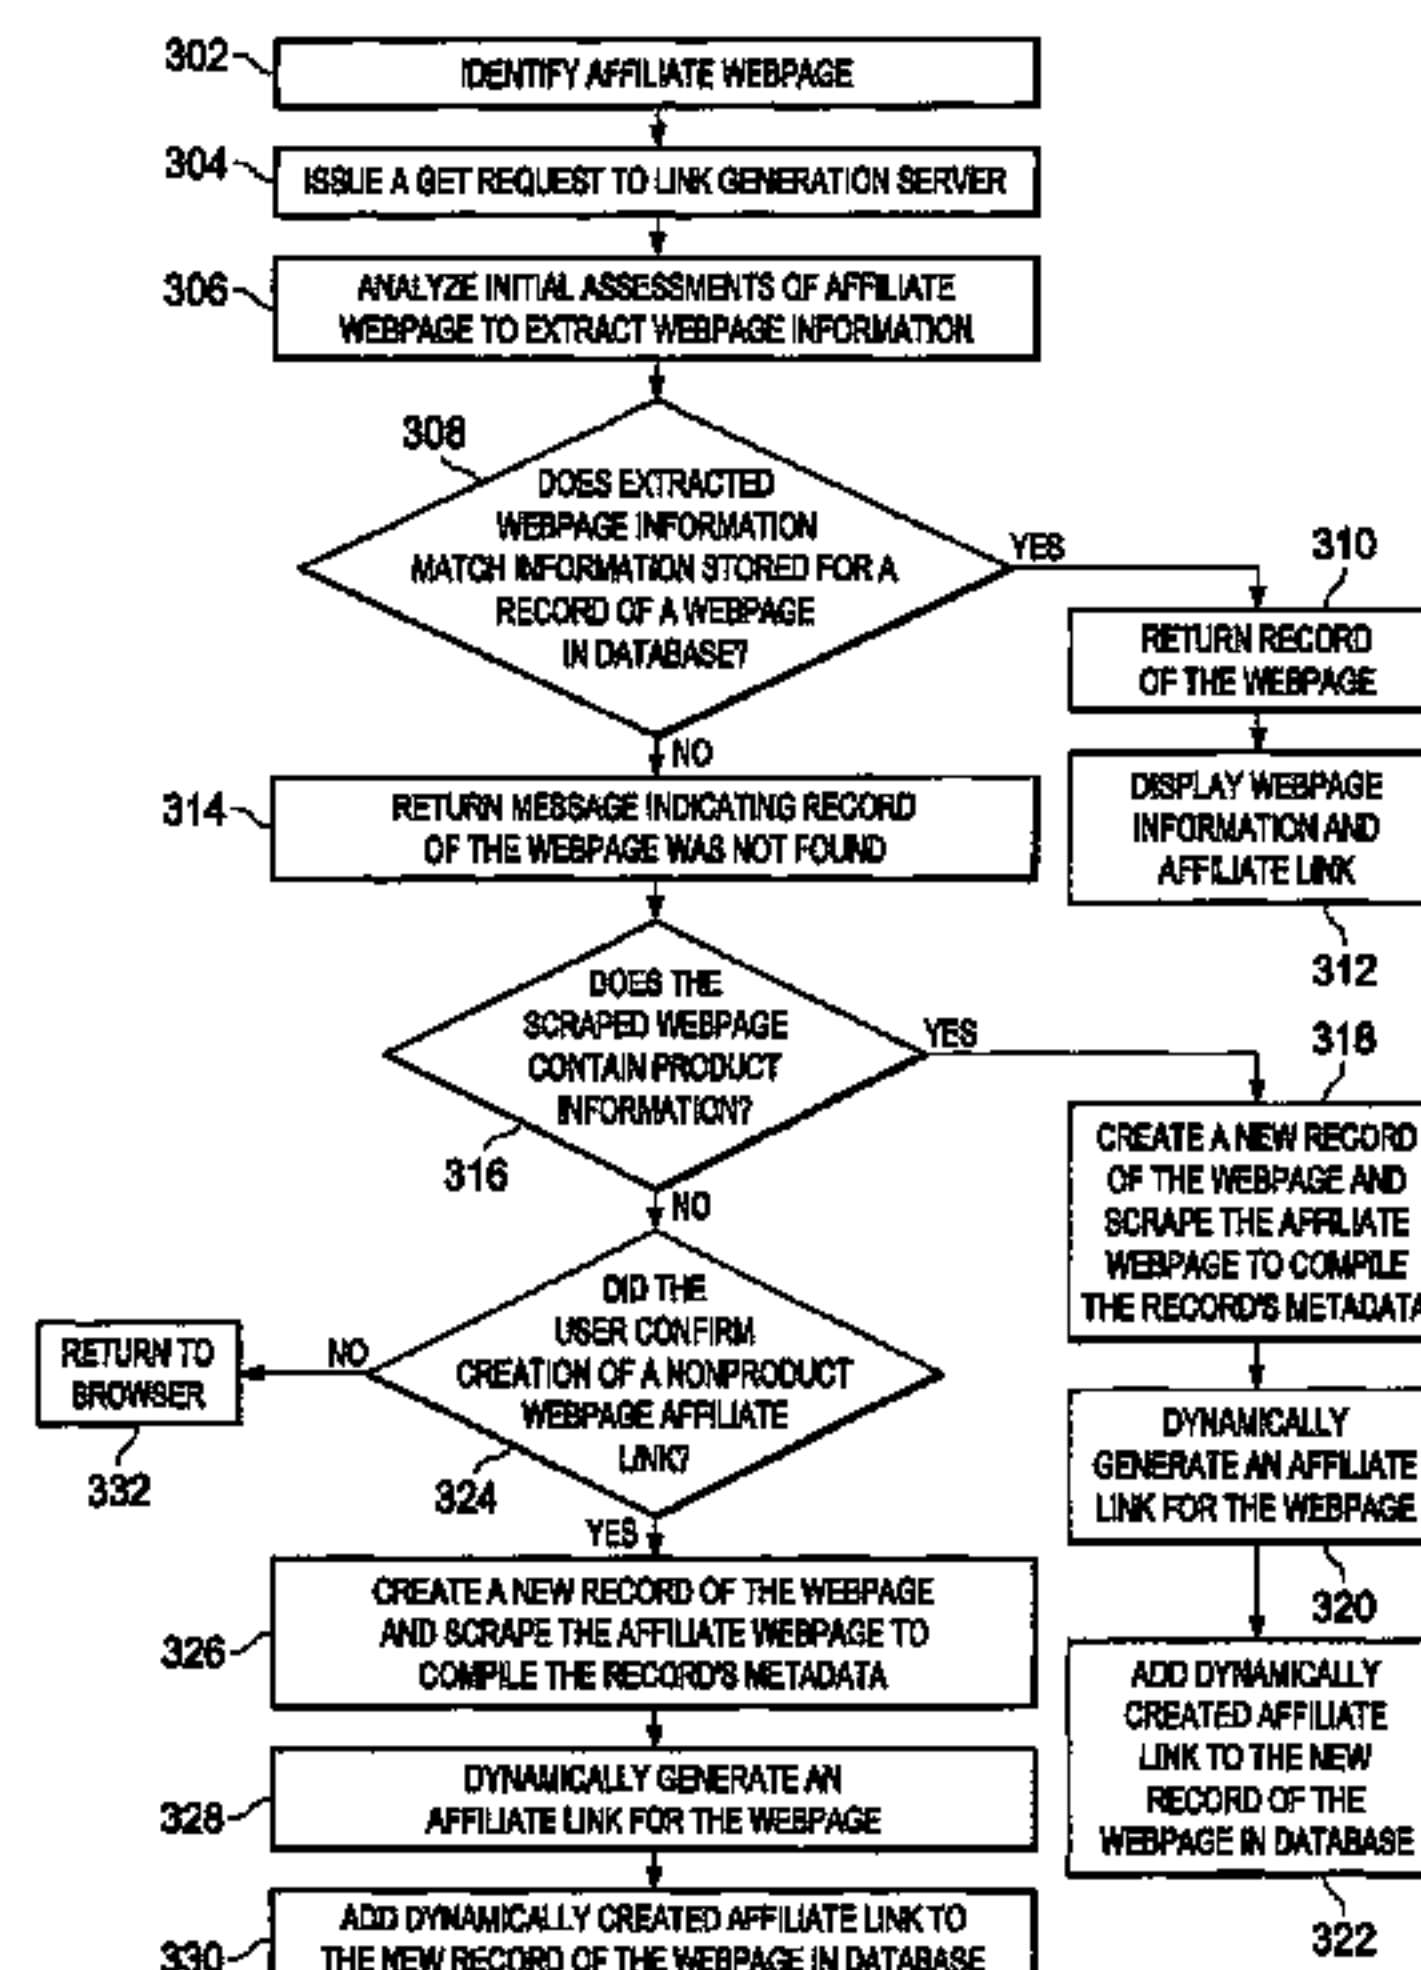 302
IDENTIFY AFFILIATE WEBPAGE
304
ISSUE A GET REQUEST TO LINK GENERATION SERVER
306
ANALYZE INITIAL ASSESSMENTS OF AFFILIATE
WEBPAGE TO EXTRACT WEBPAGE INFORMATION
308
DOES EXTRACTED
WEBPAGE INFORMATION
MATCH INFORMATION STORED FOR A
RECORD OF A WEBPAGE
IN DATABASE?
YES
310
RETURN RECORD
OF THE WEBPAGE
DISPLAY WEBPAGE
INFORMATION AND
AFFILIATE LINK
312
NO
314
RETURN MESSAGE INDICATING RECORD
OF THE WEBPAGE WAS NOT FOUND
DOES THE
SCRAPED WEBPAGE
CONTAIN PRODUCT
INFORMATION?
316
YES
318
CREATE A NEW RECORD
OF THE WEBPAGE AND
SCRAPE THE AFFILIATE
WEBPAGE TO COMPILE
THE RECORD'S METADATA
DYNAMICALLY
GENERATE AN AFFILIATE
LINK FOR THE WEBPAGE
320
ADD DYNAMICALLY
CREATED AFFILIATE
LINK TO THE NEW
RECORD OF THE
WEBPAGE IN DATABASE
322
NO
DID THE
USER CONFIRM
CREATION OF A NONPRODUCT
WEBPAGE AFFILIATE
LINK?
324
NO
RETURN TO
BROWSER
332
YES
326
CREATE A NEW RECORD OF THE WEBPAGE
AND SCRAPE THE AFFILIATE WEBPAGE TO
COMPILE THE RECORD'S METADATA
328
DYNAMICALLY GENERATE AN
AFFILIATE LINK FOR THE WEBPAGE
330
ADD DYNAMICALLY CREATED AFFILIATE LINK TO
THE NEW RECORD OF THE WEBPAGE IN DATABASE